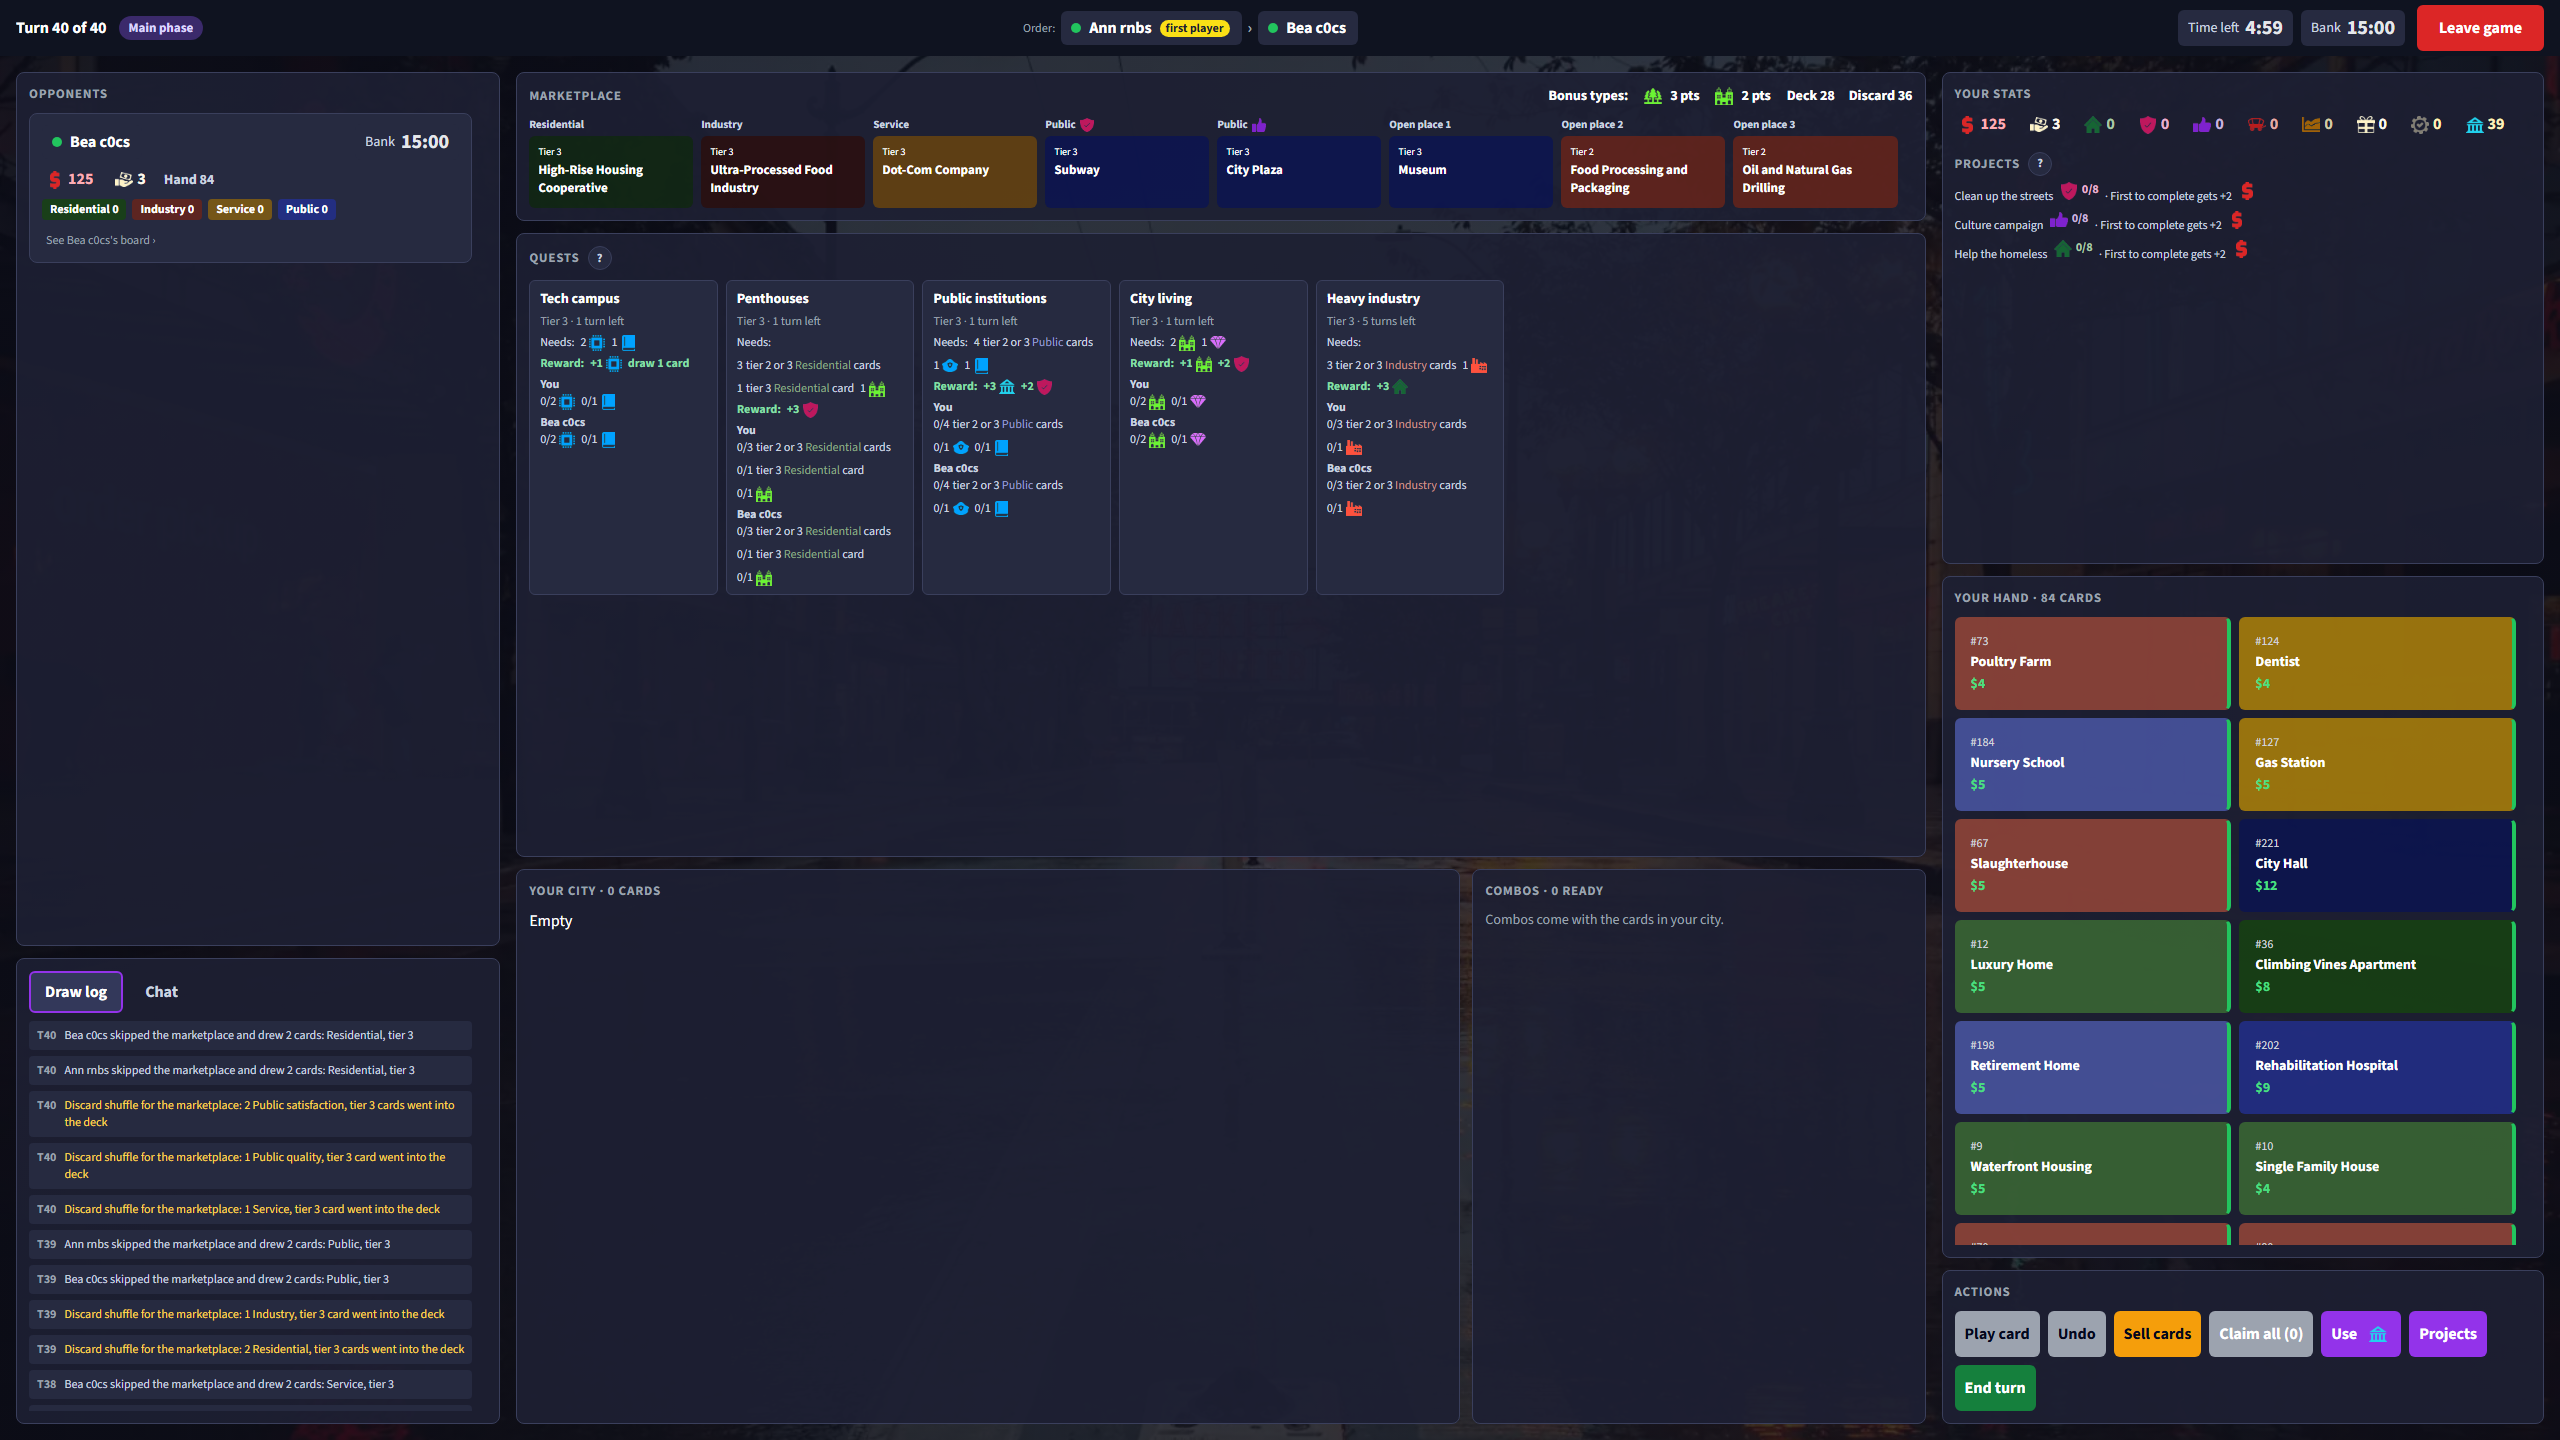 Turn 40 of 40 Main phase
Order: Ann rnbs first player › Bea c0cs
Time left 4:59 Bank 15:00 Leave game
OPPONENTS
Bea c0cs Bank 15:00
125 3 Hand 84
Residential 0 Industry 0 Service 0 Public 0
See Bea c0cs's board ›
MARKETPLACE
Bonus types: 3 pts 2 pts Deck 28 Discard 36
Residential Industry Service Public Public Open place 1 Open place 2 Open place 3
Tier 3
High-Rise Housing
Cooperative
Tier 3
Ultra-Processed Food
Industry
Tier 3
Dot-Com Company
Tier 3
Subway
Tier 3
City Plaza
Tier 3
Museum
Tier 2
Food Processing and
Packaging
Tier 2
Oil and Natural Gas
Drilling
QUESTS ?
Tech campus
Tier 3 · 1 turn left
Needs: 2 1
Reward: +1 draw 1 card
You
0/2 0/1
Bea c0cs
0/2 0/1
Penthouses
Tier 3 · 1 turn left
Needs:
3 tier 2 or 3 Residential cards
1 tier 3 Residential card 1
Reward: +3
You
0/3 tier 2 or 3 Residential cards
0/1 tier 3 Residential card
0/1
Bea c0cs
0/3 tier 2 or 3 Residential cards
0/1 tier 3 Residential card
0/1
Public institutions
Tier 3 · 1 turn left
Needs: 4 tier 2 or 3 Public cards
1 1
Reward: +3 +2
You
0/4 tier 2 or 3 Public cards
0/1 0/1
Bea c0cs
0/4 tier 2 or 3 Public cards
0/1 0/1
City living
Tier 3 · 1 turn left
Needs: 2 1
Reward: +1 +2
You
0/2 0/1
Bea c0cs
0/2 0/1
Heavy industry
Tier 3 · 5 turns left
Needs:
3 tier 2 or 3 Industry cards 1
Reward: +3
You
0/3 tier 2 or 3 Industry cards
0/1
Bea c0cs
0/3 tier 2 or 3 Industry cards
0/1
YOUR CITY · 0 CARDS
Empty
COMBOS · 0 READY
Combos come with the cards in your city.
YOUR STATS
125 3 0 0 0 0 0 0 0 39
PROJECTS ?
Clean up the streets 0/8 · First to complete gets +2
Culture campaign 0/8 · First to complete gets +2
Help the homeless 0/8 · First to complete gets +2
YOUR HAND · 84 CARDS
#73
Poultry Farm
$4
#124
Dentist
$4
#184
Nursery School
$5
#127
Gas Station
$5
#67
Slaughterhouse
$5
#221
City Hall
$12
#12
Luxury Home
$5
#36
Climbing Vines Apartment
$8
#198
Retirement Home
$5
#202
Rehabilitation Hospital
$9
#9
Waterfront Housing
$5
#10
Single Family House
$4
Draw log Chat
T40 Bea c0cs skipped the marketplace and drew 2 cards: Residential, tier 3
T40 Ann rnbs skipped the marketplace and drew 2 cards: Residential, tier 3
T40 Discard shuffle for the marketplace: 2 Public satisfaction, tier 3 cards went into
the deck
T40 Discard shuffle for the marketplace: 1 Public quality, tier 3 card went into the
deck
T40 Discard shuffle for the marketplace: 1 Service, tier 3 card went into the deck
T39 Ann rnbs skipped the marketplace and drew 2 cards: Public, tier 3
T39 Bea c0cs skipped the marketplace and drew 2 cards: Public, tier 3
T39 Discard shuffle for the marketplace: 1 Industry, tier 3 card went into the deck
T39 Discard shuffle for the marketplace: 2 Residential, tier 3 cards went into the deck
T38 Bea c0cs skipped the marketplace and drew 2 cards: Service, tier 3
ACTIONS
Play card Undo Sell cards Claim all (0) Use Projects
End turn